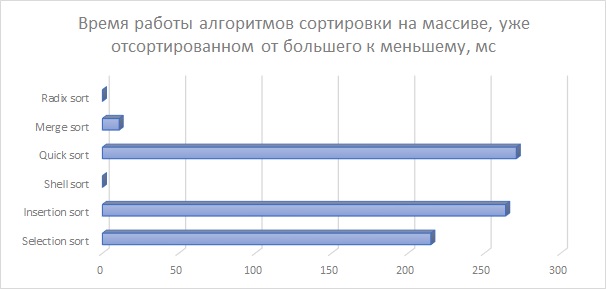 Время работы алгоритмов сортировки на массиве, уже
отсортированном от большего к меньшему, мс
Radix sort
Merge sort
Quick sort
Shell sort
Insertion sort
Selection sort
0 50 100 150 200 250 300